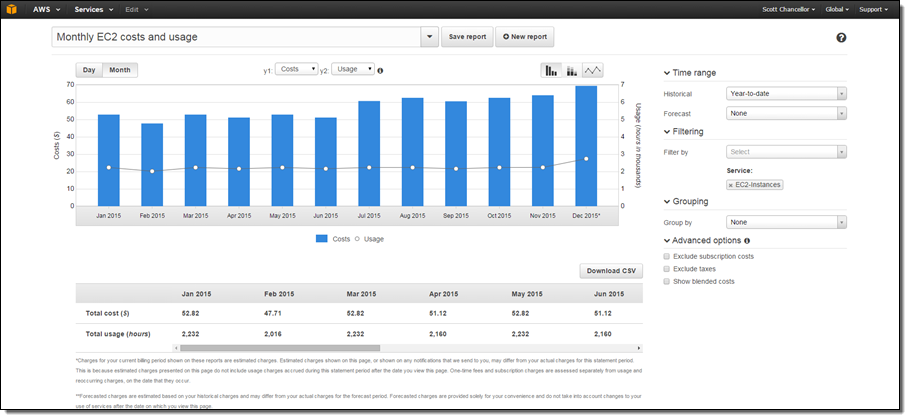 AWS Services Edit Scott Chancellor Global Support
Monthly EC2 costs and usage Save report New report ?
Day Month y1: Costs y2: Usage i
70 7
60 6
50 5
40 4
30 3
20 2
10 1
0 0
Costs ($)
Usage (hours in thousands)
Jan 2015 Feb 2015 Mar 2015 Apr 2015 May 2015 Jun 2015 Jul 2015 Aug 2015 Sep 2015 Oct 2015 Nov 2015 Dec 2015*
Costs Usage
Time range
Historical Year-to-date
Forecast None
Filtering
Filter by Select
Service:
× EC2-Instances
Grouping
Group by None
Advanced options i
Exclude subscription costs
Exclude taxes
Show blended costs
Download CSV
Jan 2015 Feb 2015 Mar 2015 Apr 2015 May 2015 Jun 2015
Total cost ($) 52.82 47.71 52.82 51.12 52.82 51.12
Total usage (hours) 2,232 2,016 2,232 2,160 2,232 2,160
*Charges for your current billing period shown on these reports are estimated charges. Estimated charges shown on this page, or shown on any notifications that we send to you, may differ from your actual charges for this statement period.
This is because estimated charges presented on this page do not include usage charges accrued during this statement period after the date you view this page. One-time fees and subscription charges are assessed separately from usage and
reoccurring charges, on the date that they occur.
**Forecasted charges are estimated based on your historical charges and may differ from your actual charges for the forecast period. Forecasted charges are provided solely for your convenience and do not take into account changes to your
use of services after the date on which you view this page.